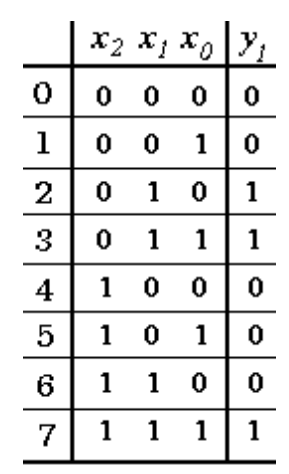 x₂ x₁ x₀ y₁
0 0 0 0 0
1 0 0 1 0
2 0 1 0 1
3 0 1 1 1
4 1 0 0 0
5 1 0 1 0
6 1 1 0 0
7 1 1 1 1